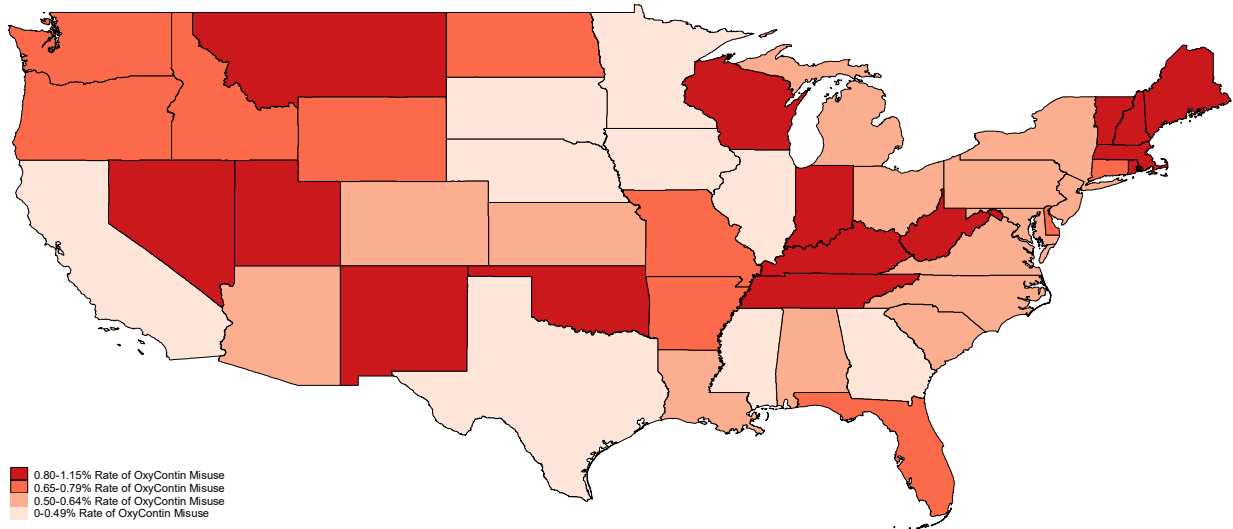 0.80-1.15% Rate of OxyContin Misuse
0.65-0.79% Rate of OxyContin Misuse
0.50-0.64% Rate of OxyContin Misuse
0-0.49% Rate of OxyContin Misuse